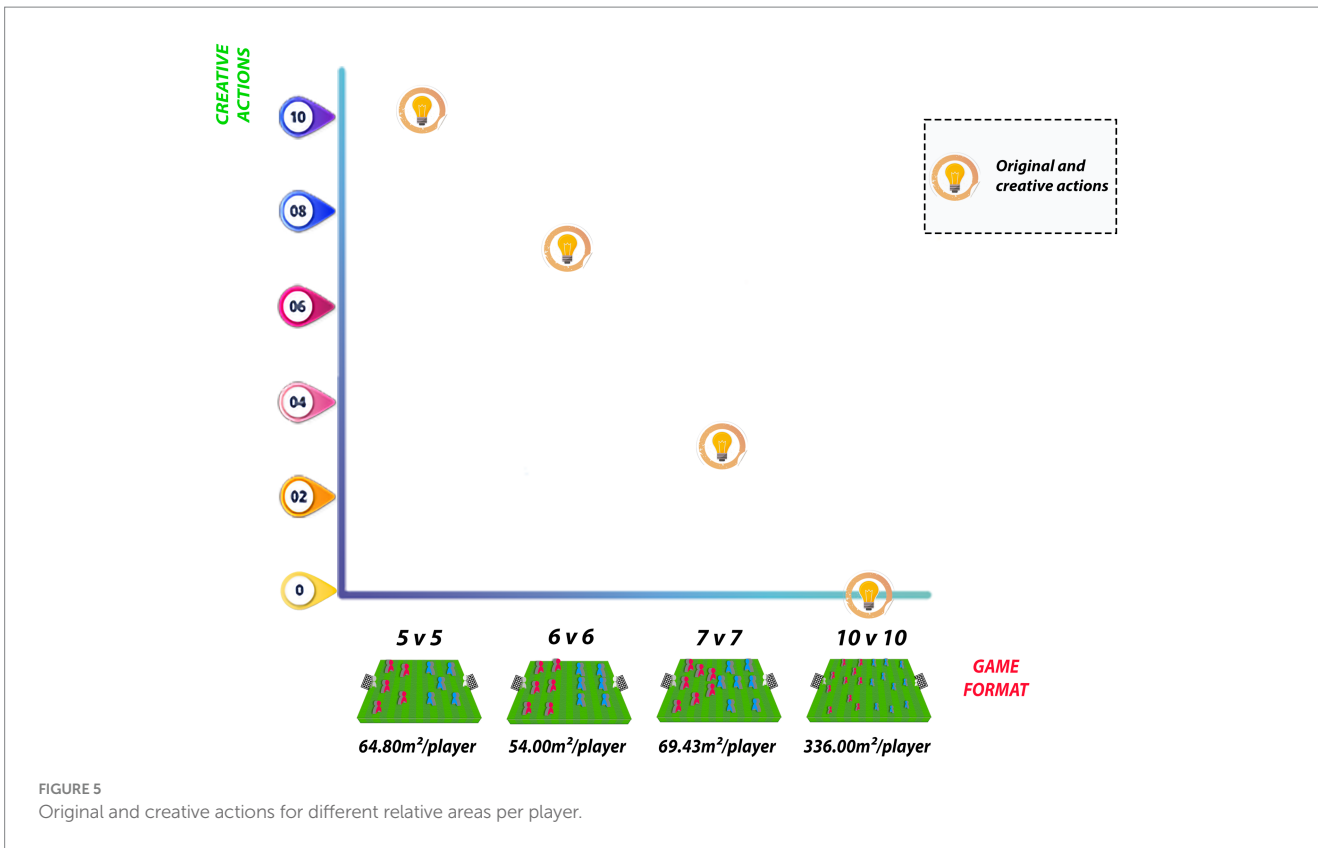 CREATIVE
ACTIONS
10
08
06
04
02
0
Original and
creative actions
5 v 5
6 v 6
7 v 7
10 v 10
GAME
FORMAT
64.80m²/player
54.00m²/player
69.43m²/player
336.00m²/player
FIGURE 5
Original and creative actions for different relative areas per player.